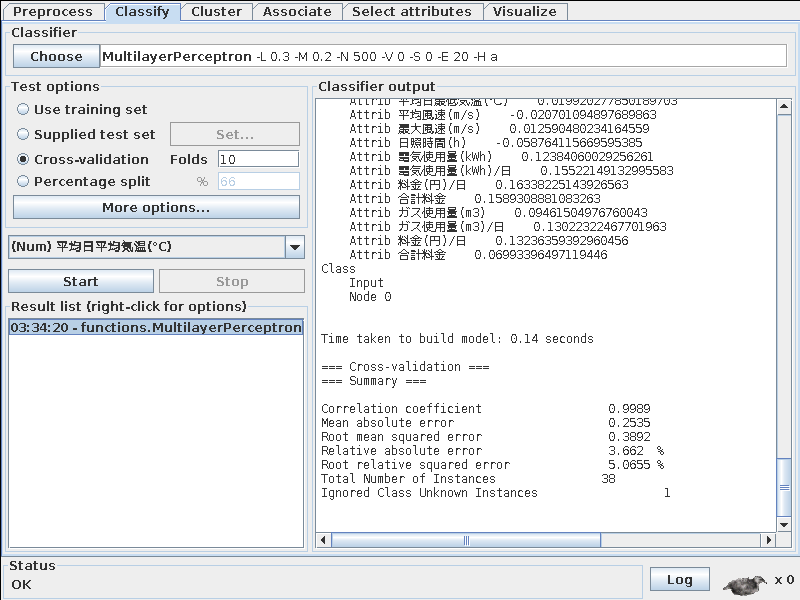 Preprocess Classify Cluster Associate Select attributes Visualize
Classifier
Choose MultilayerPerceptron -L 0.3 -M 0.2 -N 500 -V 0 -S 0 -E 20 -H a
Test options
Use training set
Supplied test set Set...
Cross-validation Folds 10
Percentage split % 66
More options...
(Num) 平均日平均気温(℃)
Start Stop
Result list (right-click for options)
03:34:20 - functions.MultilayerPerceptron
Classifier output
Attrib 平均日最低気温(℃) 0.019920277850189703
Attrib 平均風速(m/s) -0.020701094897689863
Attrib 最大風速(m/s) 0.012590480234164559
Attrib 日照時間(h) -0.058764115669595385
Attrib 電気使用量(kWh) 0.12384060029256261
Attrib 電気使用量(kWh)/日 0.15522149132995583
Attrib 料金(円)/日 0.16338225143926563
Attrib 合計料金 0.1589308881083263
Attrib ガス使用量(m3) 0.09461504976760043
Attrib ガス使用量(m3)/日 0.13022322467701963
Attrib 料金(円)/日 0.13236359392960456
Attrib 合計料金 0.06993396497119446
Class
Input
Node 0
Time taken to build model: 0.14 seconds
=== Cross-validation ===
=== Summary ===
Correlation coefficient 0.9989
Mean absolute error 0.2535
Root mean squared error 0.3892
Relative absolute error 3.662 %
Root relative squared error 5.0655 %
Total Number of Instances 38
Ignored Class Unknown Instances 1
Status
OK
Log x 0